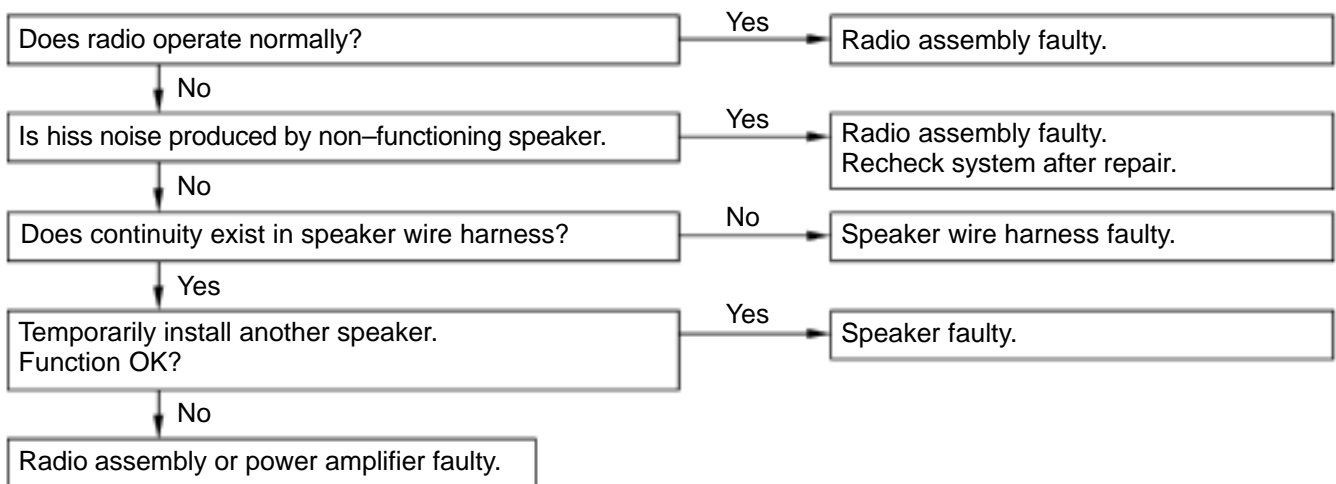 Does radio operate normally?
Yes
Radio assembly faulty.
No
Is hiss noise produced by non–functioning speaker.
Yes
Radio assembly faulty.
Recheck system after repair.
No
Does continuity exist in speaker wire harness?
No
Speaker wire harness faulty.
Yes
Temporarily install another speaker.
Function OK?
Yes
Speaker faulty.
No
Radio assembly or power amplifier faulty.